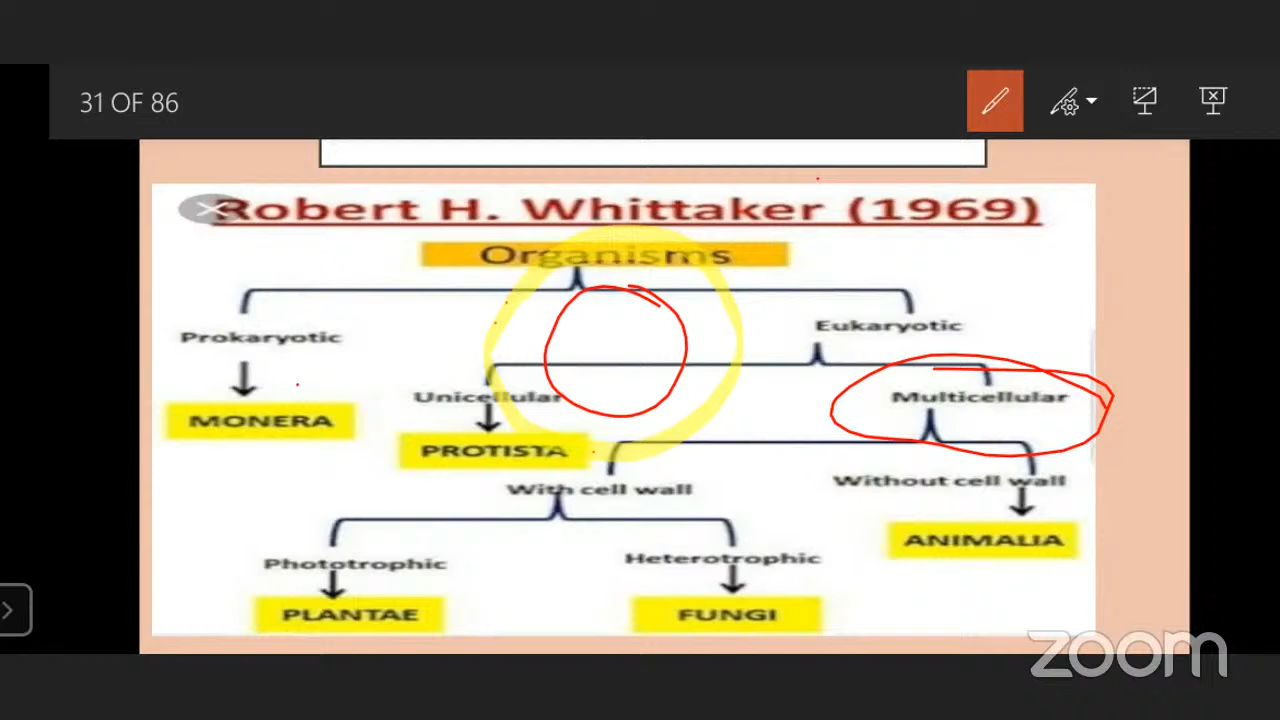 31 OF 86
Robert H. Whittaker (1969)
Organisms
Prokaryotic
Eukaryotic
Unicellular
Multicellular
MONERA
PROTISTA
With cell wall
Without cell wall
ANIMALIA
Phototrophic
Heterotrophic
PLANTAE
FUNGI
zoom